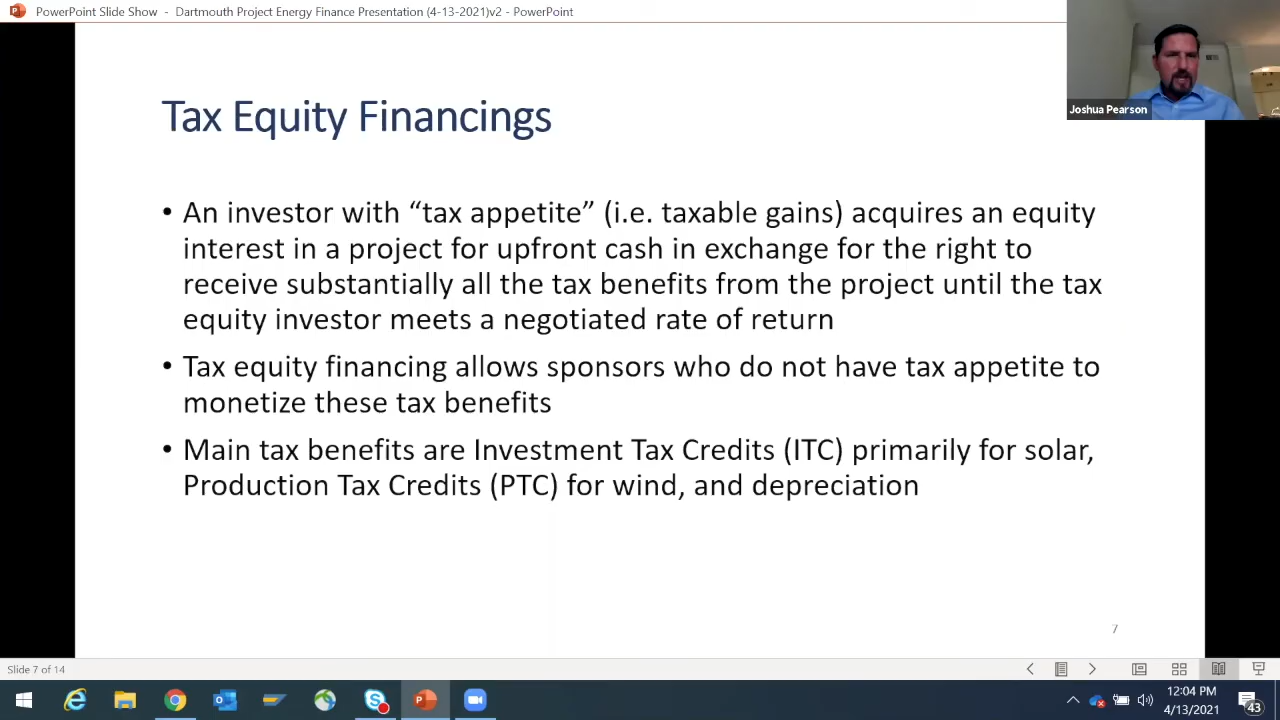 PowerPoint Slide Show - Dartmouth Project Energy Finance Presentation (4-13-2021)v2 - PowerPoint
Joshua Pearson
Tax Equity Financings
• An investor with “tax appetite” (i.e. taxable gains) acquires an equity
interest in a project for upfront cash in exchange for the right to
receive substantially all the tax benefits from the project until the tax
equity investor meets a negotiated rate of return
• Tax equity financing allows sponsors who do not have tax appetite to
monetize these tax benefits
• Main tax benefits are Investment Tax Credits (ITC) primarily for solar,
Production Tax Credits (PTC) for wind, and depreciation
7
Slide 7 of 14
12:04 PM
4/13/2021
43